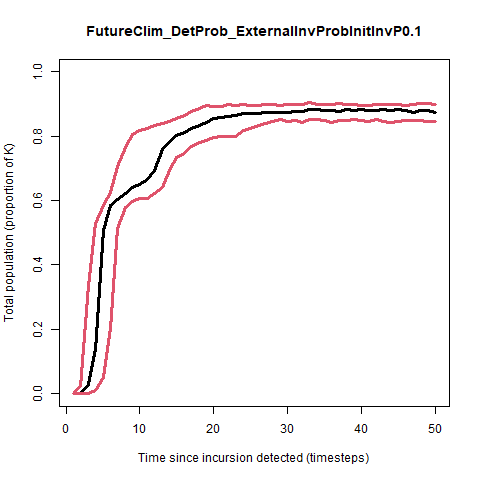 FutureClim_DetProb_ExternalInvProbInitInvP0.1
Total population (proportion of K)
1.0
0.8
0.6
0.4
0.2
0.0
0 10 20 30 40 50
Time since incursion detected (timesteps)